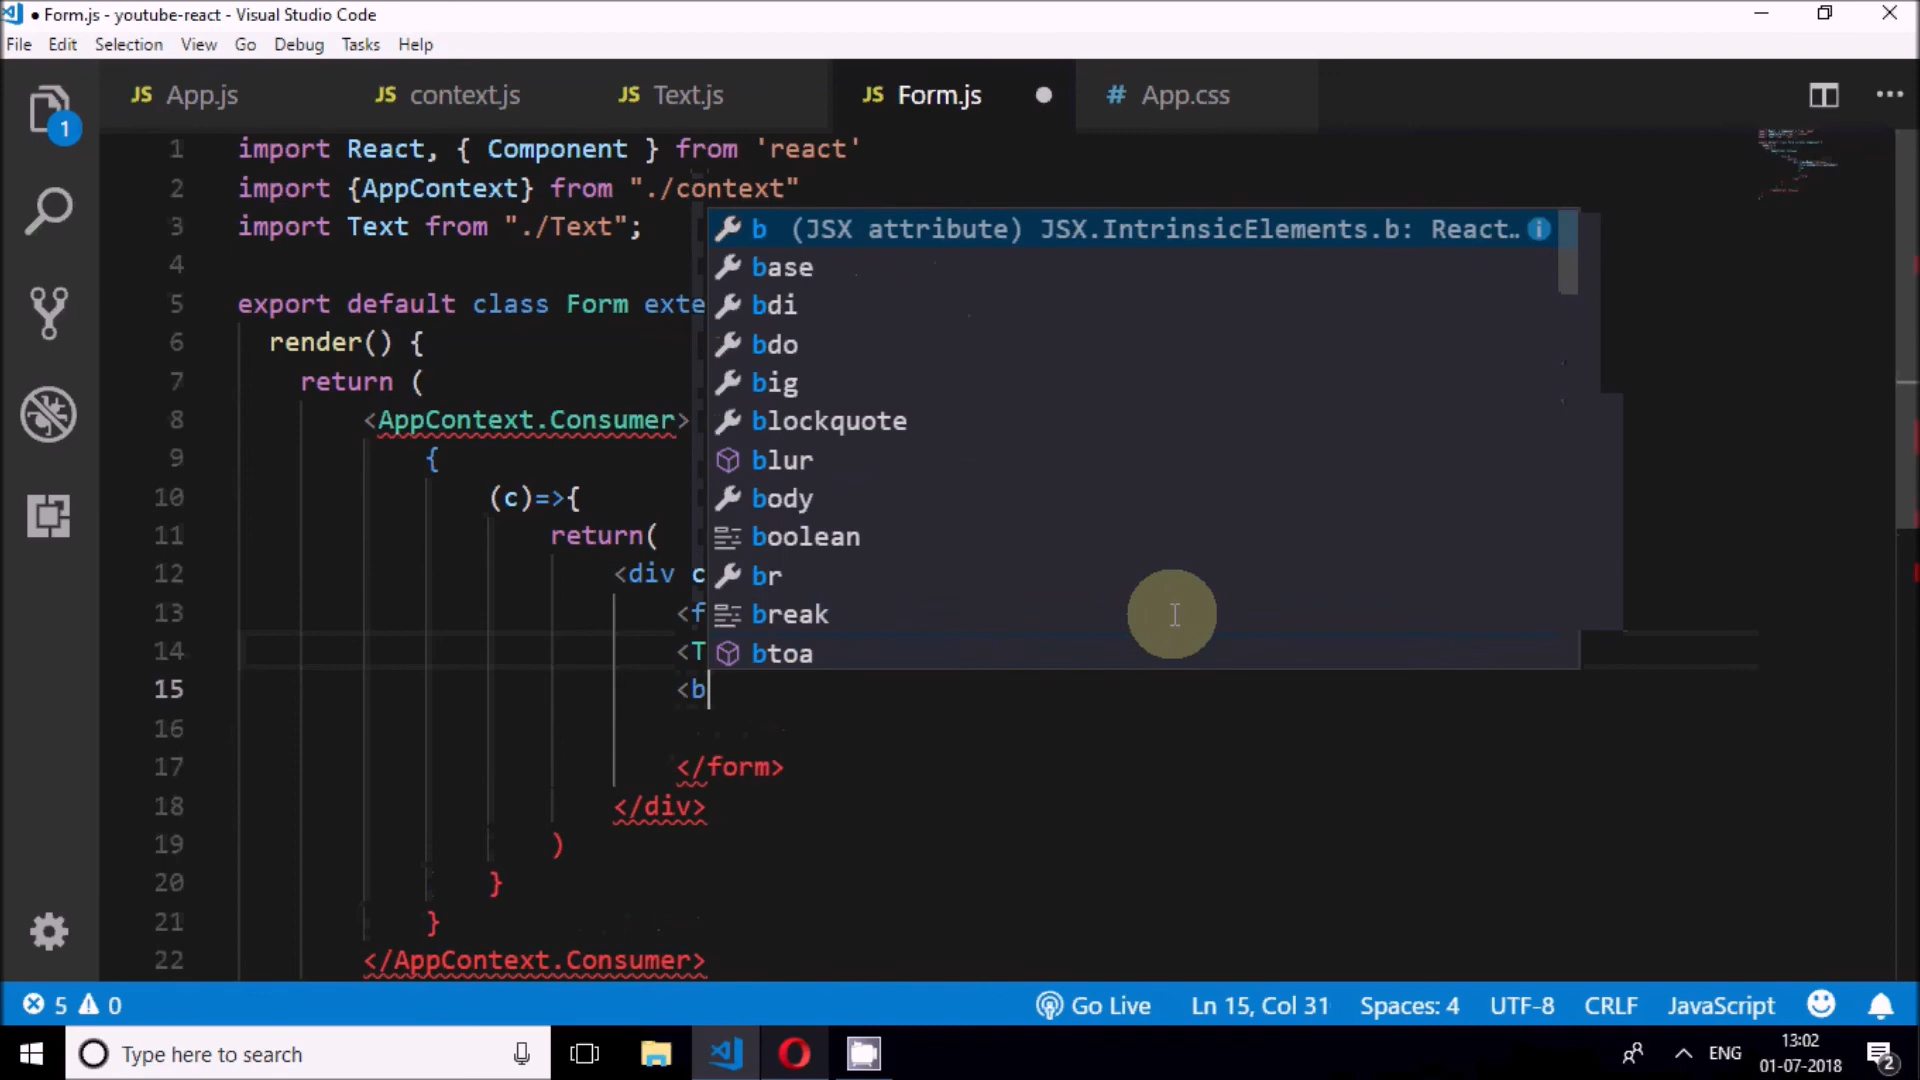 ● Form.js - youtube-react - Visual Studio Code
File Edit Selection View Go Debug Tasks Help
JS App.js JS context.js JS Text.js JS Form.js ● # App.css
1
1 import React, { Component } from 'react'
2 import {AppContext} from "./context"
3 import Text from "./Text";
4
5 export default class Form exte
6 render() {
7 return (
8 <AppContext.Consumer>
9 {
10 (c)=>{
11 return(
12 <div c
13 <f
14 <T
15 <b
16
17 </form>
18 </div>
19 )
20 }
21 }
22 </AppContext.Consumer>
b (JSX attribute) JSX.IntrinsicElements.b: React…
base
bdi
bdo
big
blockquote
blur
body
boolean
br
break
btoa
5 0 Go Live Ln 15, Col 31 Spaces: 4 UTF-8 CRLF JavaScript
Type here to search
ENG 13:02
01-07-2018
2